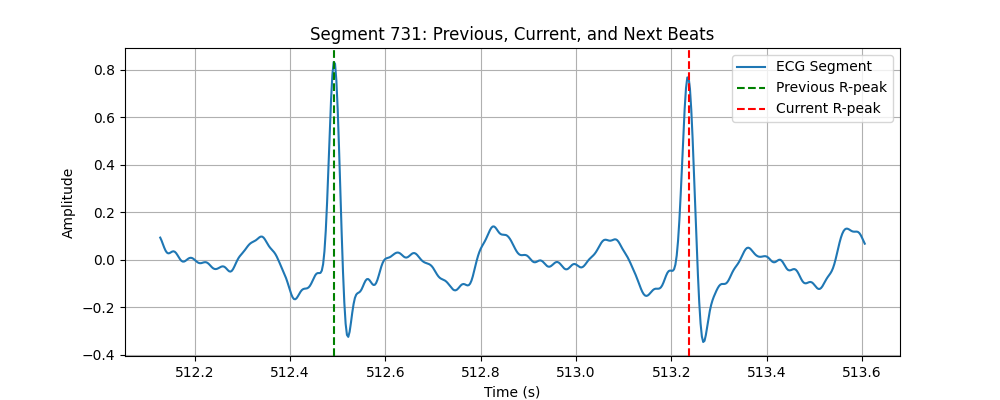 Segment 731: Previous, Current, and Next Beats
ECG Segment
Previous R-peak
Current R-peak
Amplitude
0.8
0.6
0.4
0.2
0.0
−0.2
−0.4
512.2 512.4 512.6 512.8 513.0 513.2 513.4 513.6
Time (s)